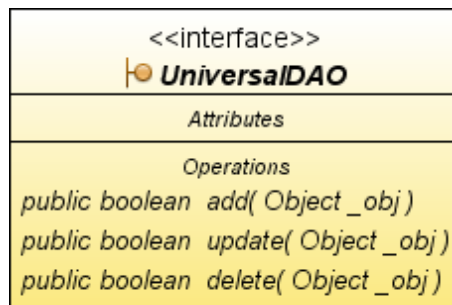 <<interface>>
UniversalDAO
Attributes
Operations
public boolean add( Object _obj )
public boolean update( Object _obj )
public boolean delete( Object _obj )